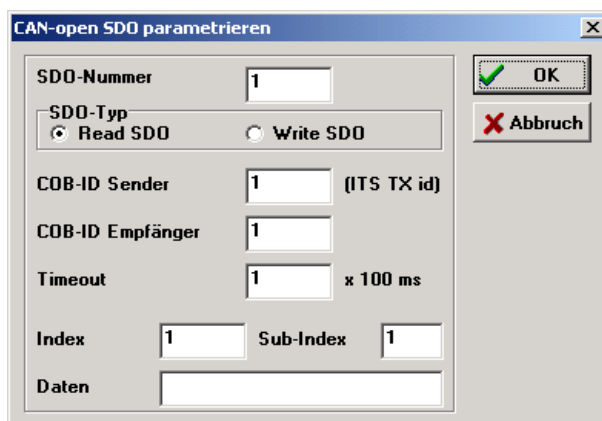 CAN-open SDO parametrieren
SDO-Nummer 1
SDO-Typ
Read SDO Write SDO
COB-ID Sender 1 (ITS TX id)
COB-ID Empfänger 1
Timeout 1 x 100 ms
Index 1 Sub-Index 1
Daten
OK
Abbruch